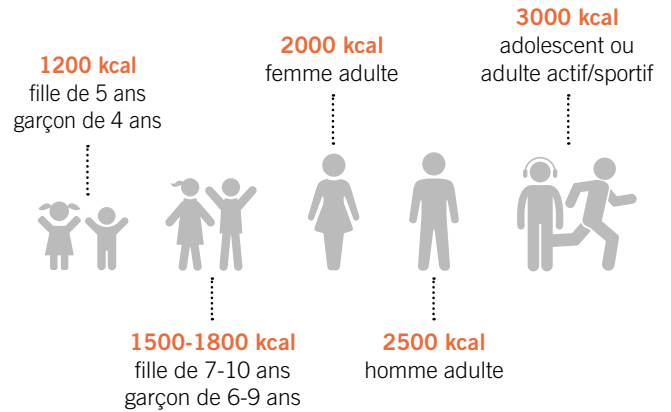 1200 kcal
fille de 5 ans
garçon de 4 ans
1500-1800 kcal
fille de 7-10 ans
garçon de 6-9 ans
2000 kcal
femme adulte
2500 kcal
homme adulte
3000 kcal
adolescent ou
adulte actif/sportif